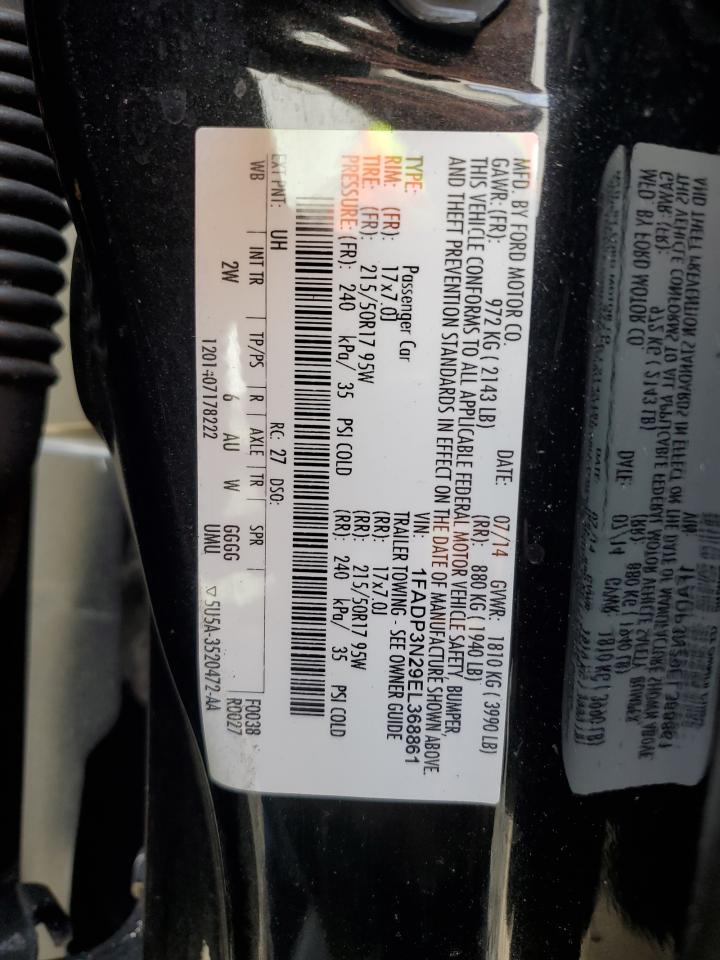 MFD. BY FORD MOTOR CO.
DATE: 07/14 GVWR: 1810 KG ( 3990 LB)
GAWR: (FR): 972 KG ( 2143 LB) (RR): 880 KG ( 1940 LB)
THIS VEHICLE CONFORMS TO ALL APPLICABLE FEDERAL MOTOR VEHICLE SAFETY, BUMPER,
AND THEFT PREVENTION STANDARDS IN EFFECT ON THE DATE OF MANUFACTURE SHOWN ABOVE.
VIN: 1FADP3N29EL368861
TYPE: Passenger Car TRAILER TOWING - SEE OWNER GUIDE
RIM: (FR): 17x7.0J (RR): 17x7.0J
TIRE: (FR): 215/50R17 95W (RR): 215/50R17 95W
PRESSURE: (FR): 240 kPa/ 35 PSI COLD (RR): 240 kPa/ 35 PSI COLD
EXT PNT: UH RC: 27 DSO: F0038
WB INT TR TP/PS R AXLE TR SPR R0027
2W 6 AU W GGGG
UMU
1201407178222 ▽5U5A-3520472-AA